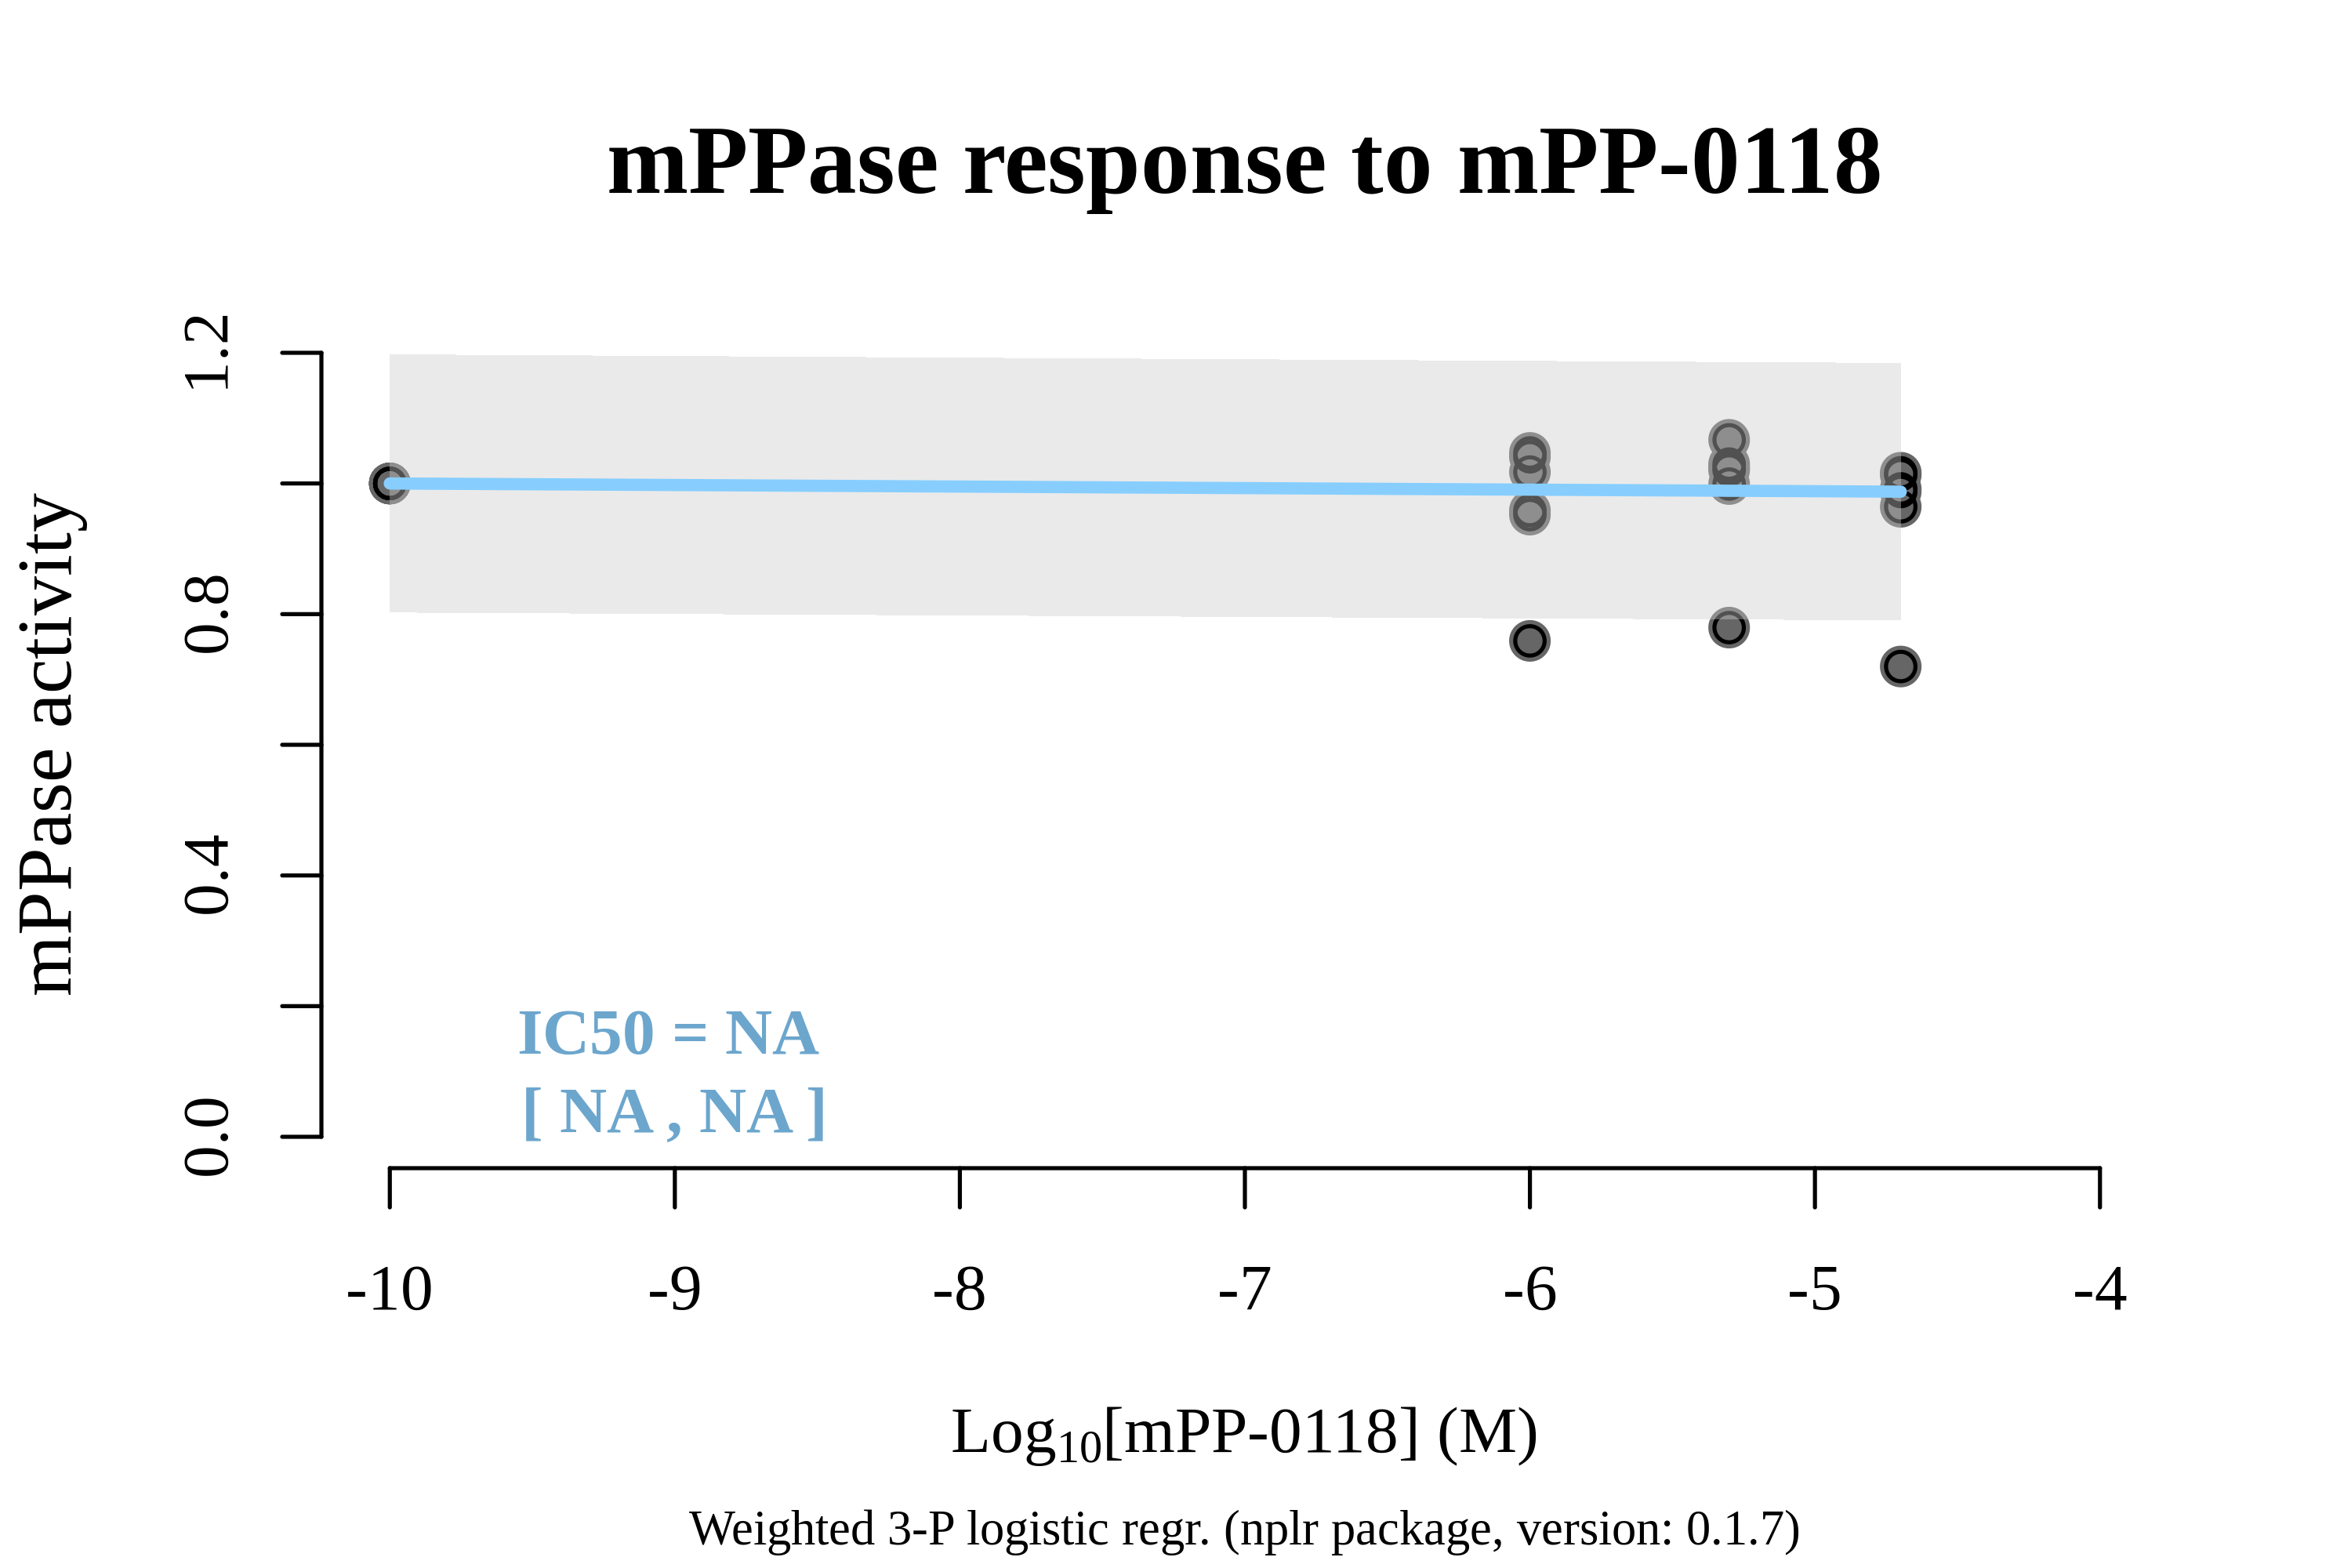 mPPase response to mPP-0118
mPPase activity
1.2
0.8
0.4
0.0
IC50 = NA
[ NA , NA ]
-10 -9 -8 -7 -6 -5 -4
Log10[mPP-0118] (M)
Weighted 3-P logistic regr. (nplr package, version: 0.1.7)